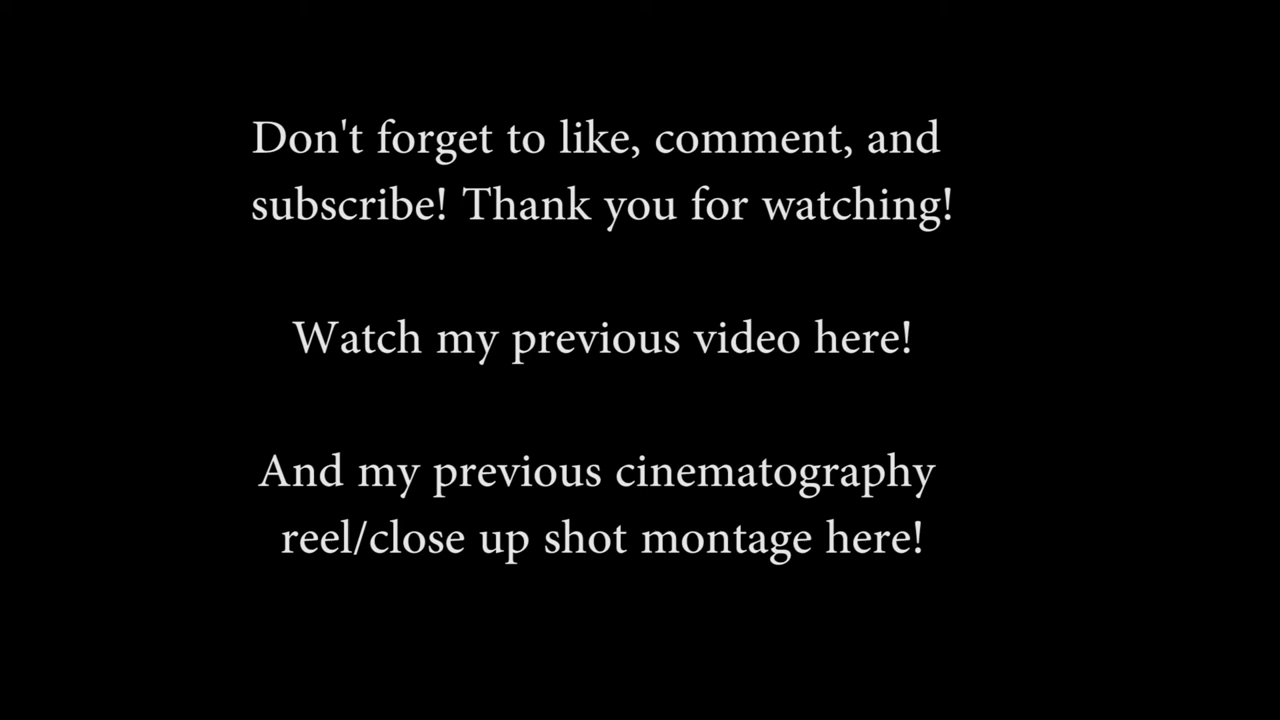 Don't forget to like, comment, and
subscribe! Thank you for watching!
Watch my previous video here!
And my previous cinematography
reel/close up shot montage here!